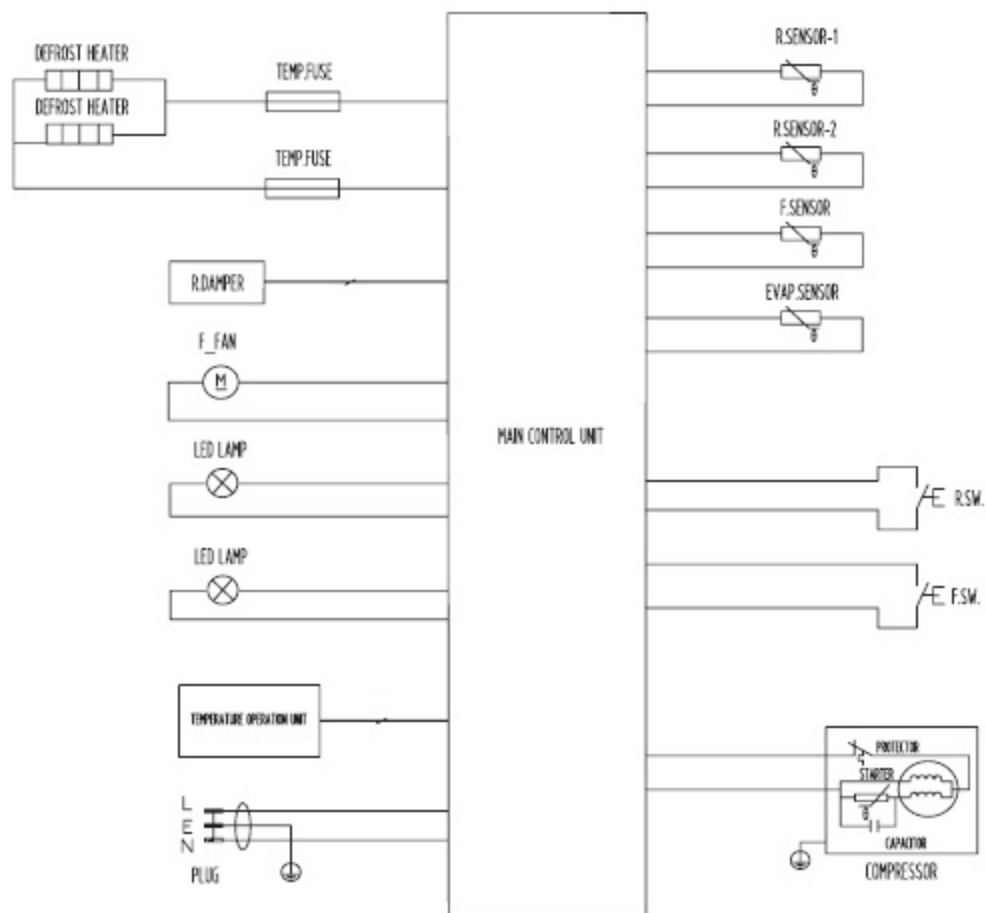 DEFROST HEATER
DEFROST HEATER
TEMP.FUSE
TEMP.FUSE
R.DAMPER
F_FAN
M
LED LAMP
LED LAMP
TEMPERATURE OPERATION UNIT
L
E
N
PLUG
MAIN CONTROL UNIT
R.SENSOR-1
θ
R.SENSOR-2
θ
F.SENSOR
θ
EVAP.SENSOR
θ
R.SW.
F.SW.
PROTECTOR
STARTER
θ
CAPACITOR
COMPRESSOR